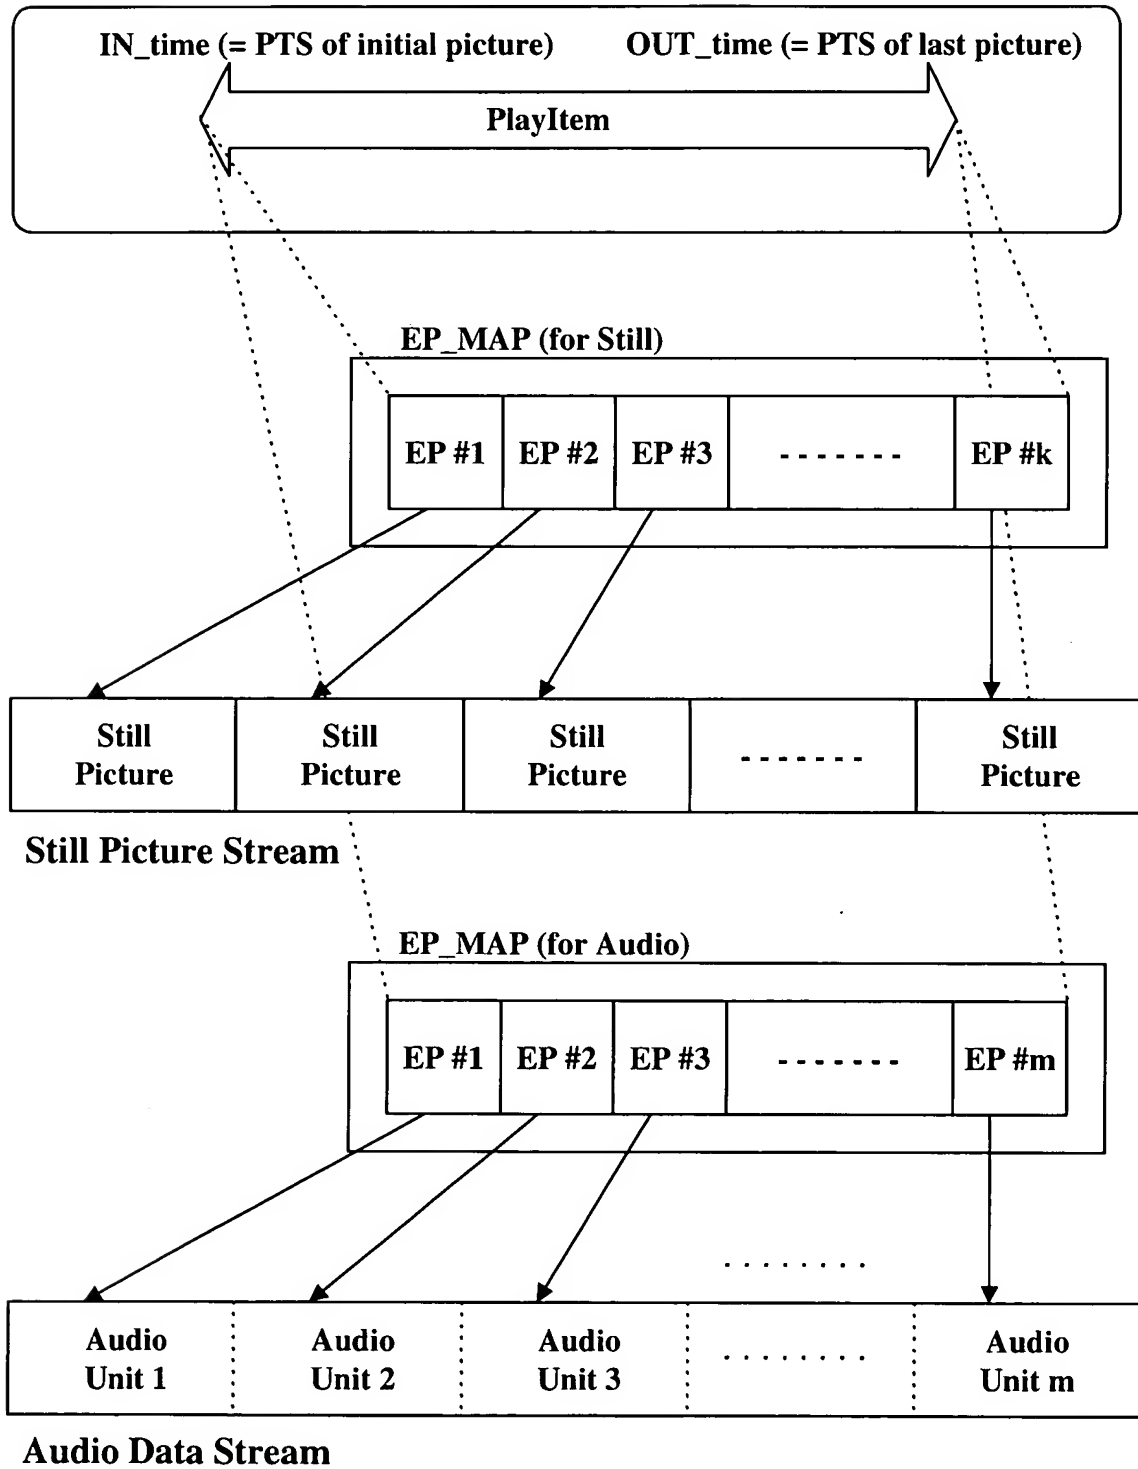 IN_time (= PTS of initial picture) OUT_time (= PTS of last picture)
PlayItem
EP_MAP (for Still)
EP #1 EP #2 EP #3 - - - - - - - EP #k
Still Still Still Still
Picture Picture Picture - - - - - - - Picture
Still Picture Stream
EP_MAP (for Audio)
EP #1 EP #2 EP #3 - - - - - - - EP #m
. . . . . . . .
Audio Audio Audio . . . . . . . . Audio
Unit 1 Unit 2 Unit 3 Unit m
Audio Data Stream